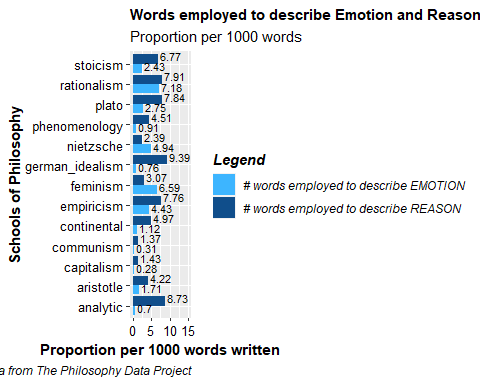 Words employed to describe Emotion and Reason
Proportion per 1000 words
Schools of Philosophy
stoicism 6.77 2.43
rationalism 7.91 7.18
plato 7.84 2.75
phenomenology 4.51 0.91
nietzsche 2.39 4.94
german_idealism 9.39 0.76
feminism 3.07 6.59
empiricism 7.76 4.43
continental 4.97 1.12
communism 1.37 0.31
capitalism 1.43 0.28
aristotle 4.22 1.71
analytic 8.73 0.7
0 5 10 15
Proportion per 1000 words written
Legend
# words employed to describe EMOTION
# words employed to describe REASON
a from The Philosophy Data Project